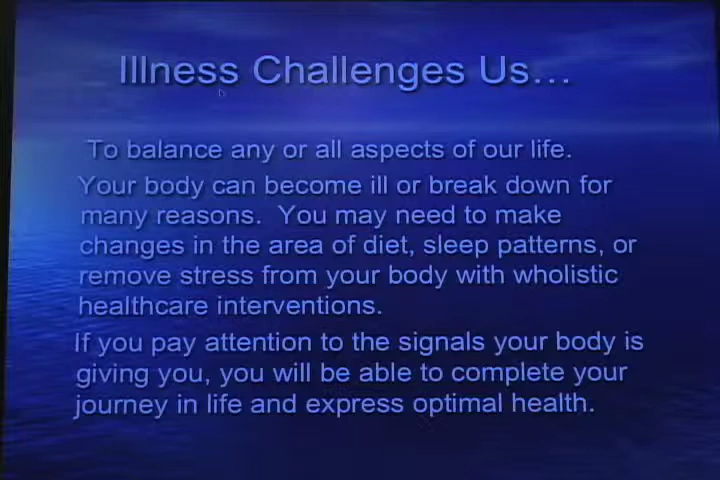 Illness Challenges Us…
To balance any or all aspects of our life.
Your body can become ill or break down for
many reasons.  You may need to make
changes in the area of diet, sleep patterns, or
remove stress from your body with wholistic
healthcare interventions.
If you pay attention to the signals your body is
giving you, you will be able to complete your
journey in life and express optimal health.